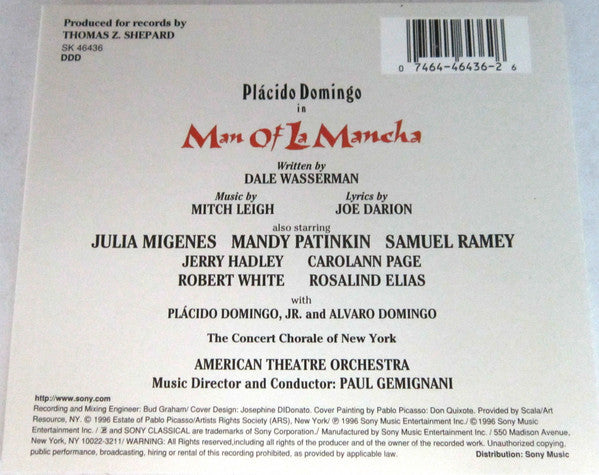 Produced for records by
THOMAS Z. SHEPARD
SK 46436
DDD
0 7464-46436-2 6
Plácido Domingo
in
Man Of La Mancha
Written by
DALE WASSERMAN
Music by Lyrics by
MITCH LEIGH JOE DARION
also starring
JULIA MIGENES MANDY PATINKIN SAMUEL RAMEY
JERRY HADLEY CAROLANN PAGE
ROBERT WHITE ROSALIND ELIAS
with
PLÁCIDO DOMINGO, JR. and ALVARO DOMINGO
The Concert Chorale of New York
AMERICAN THEATRE ORCHESTRA
Music Director and Conductor: PAUL GEMIGNANI
http://www.sony.com
Recording and Mixing Engineer: Bud Graham/ Cover Design: Josephine DiDonato. Cover Painting by Pablo Picasso: Don Quixote. Provided by Scala/Art
Resource, NY. © 1996 Estate of Pablo Picasso/Artists Rights Society (ARS), New York/ ℗ 1996 Sony Music Entertainment Inc./ © 1996 Sony Music
Entertainment Inc. / and SONY CLASSICAL are trademarks of Sony Corporation./ Manufactured by Sony Music Entertainment Inc. / 550 Madison Avenue,
New York, NY 10022-3211/ WARNING: All Rights reserved, including all rights of the producer and of the owner of the recorded work. Unauthorized copying,
public performance, broadcasting, hiring or rental of this recording prohibited, as provided by applicable law. Distribution: Sony Music